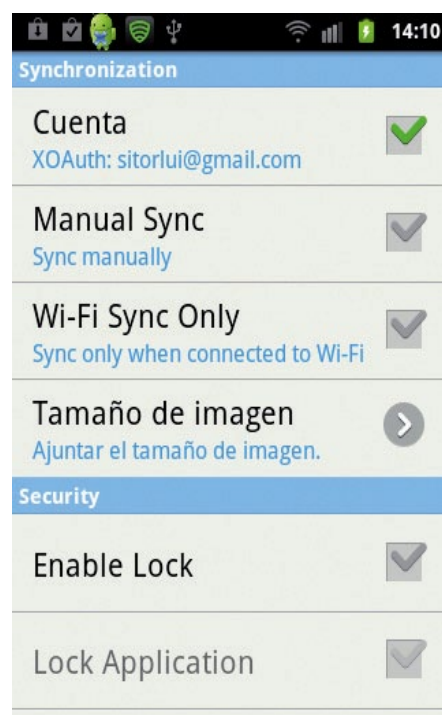 14:10
Synchronization
Cuenta
XOAuth: sitorlui@gmail.com
Manual Sync
Sync manually
Wi-Fi Sync Only
Sync only when connected to Wi-Fi
Tamaño de imagen
Ajuntar el tamaño de imagen.
Security
Enable Lock
Lock Application